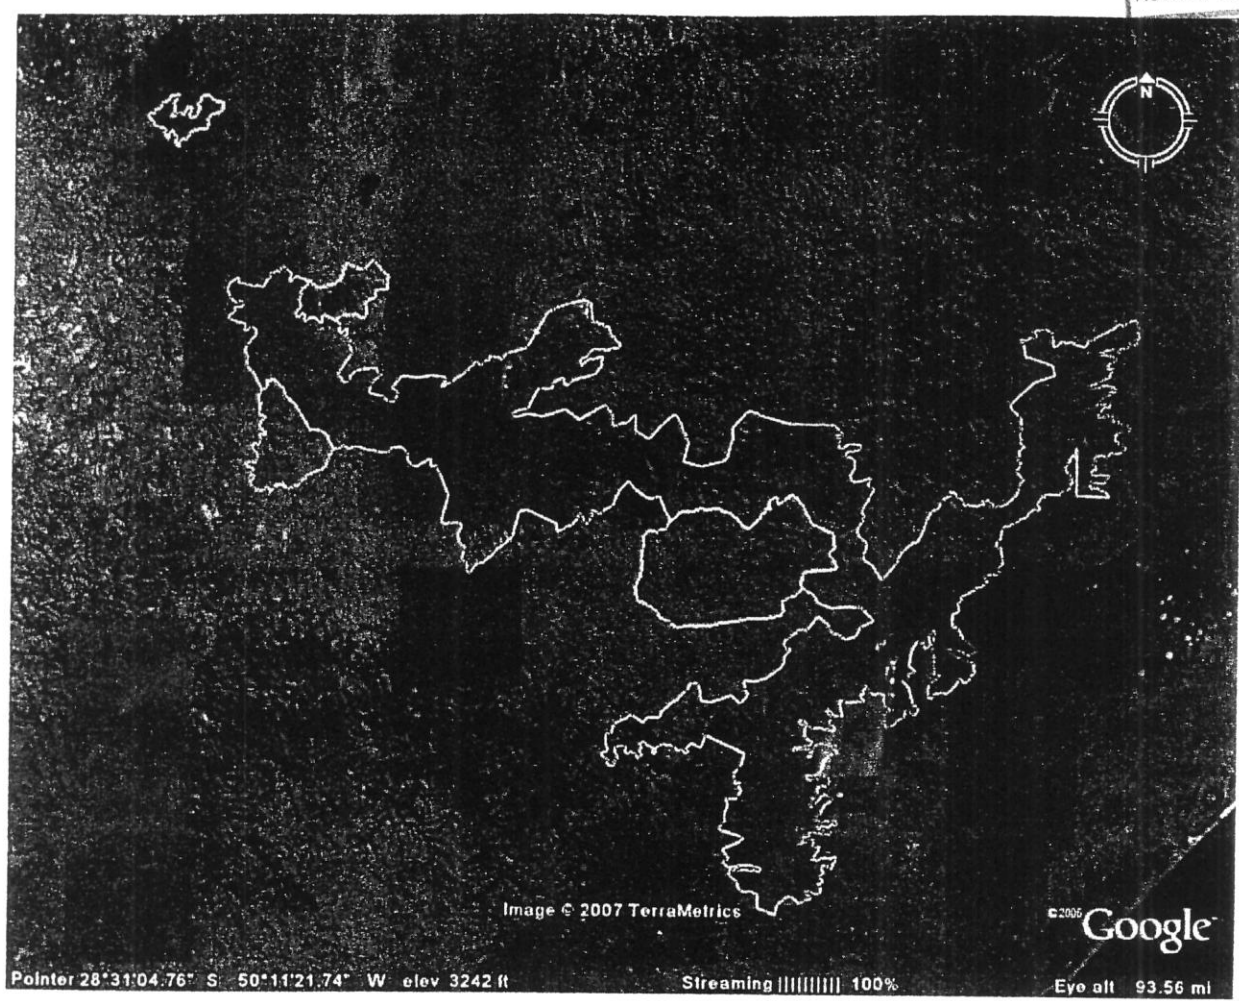 N
Image © 2007 TerraMetrics
©2006 Google™
Pointer 28°31'04.76" S 50°11'21.74" W elev 3242 ft Streaming |||||||||| 100% Eye alt 93.56 mi